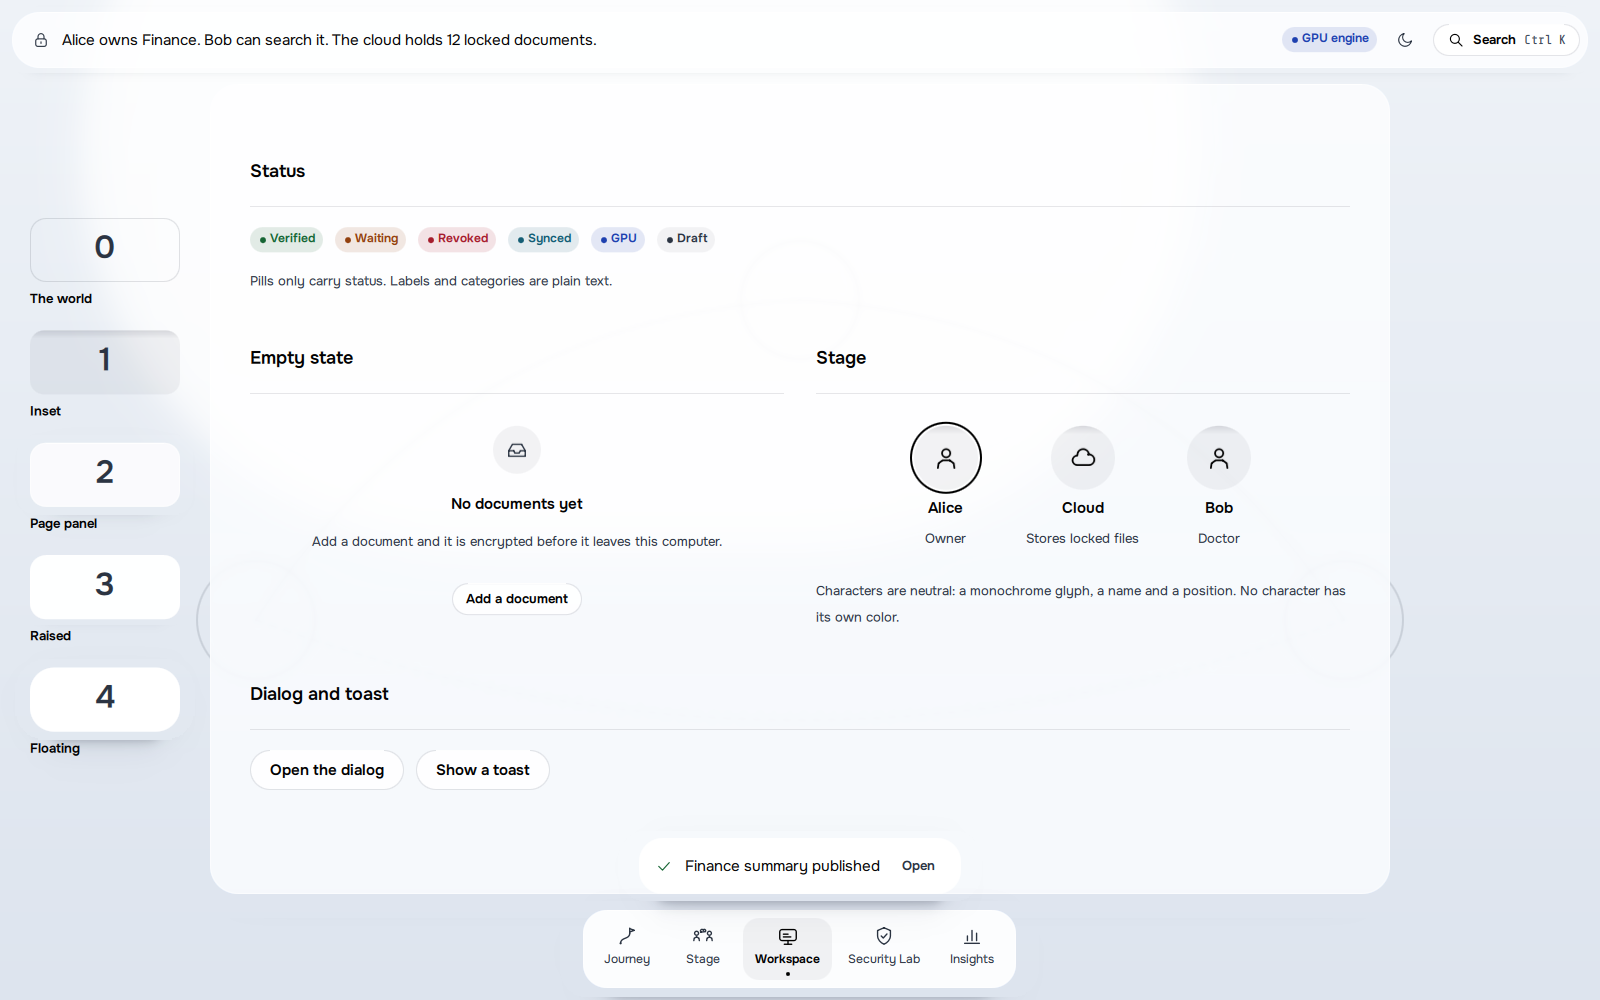 Alice owns Finance. Bob can search it. The cloud holds 12 locked documents.
GPU engine
Search Ctrl K
0
The world
1
Inset
2
Page panel
3
Raised
4
Floating
Status
Verified
Waiting
Revoked
Synced
GPU
Draft
Pills only carry status. Labels and categories are plain text.
Empty state
No documents yet
Add a document and it is encrypted before it leaves this computer.
Add a document
Stage
Alice
Owner
Cloud
Stores locked files
Bob
Doctor
Characters are neutral: a monochrome glyph, a name and a position. No character has
its own color.
Dialog and toast
Open the dialog
Show a toast
Finance summary published
Open
Journey
Stage
Workspace
Security Lab
Insights